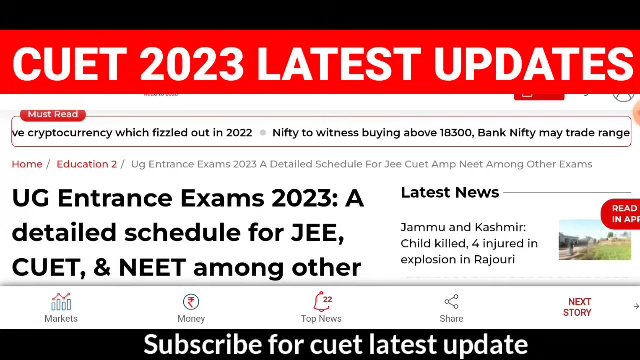 CUET 2023 LATEST UPDATES
Must Read
ve cryptocurrency which fizzled out in 2022
Nifty to witness buying above 18300, Bank Nifty may trade range
Home / Education 2 / Ug Entrance Exams 2023 A Detailed Schedule For Jee Cuet Amp Neet Among Other Exams
UG Entrance Exams 2023: A
detailed schedule for JEE,
CUET, & NEET among other
Latest News
READ
IN APP
Jammu and Kashmir:
Child killed, 4 injured in
explosion in Rajouri
Markets
Money
22
Top News
Share
NEXT
STORY
Subscribe for cuet latest update